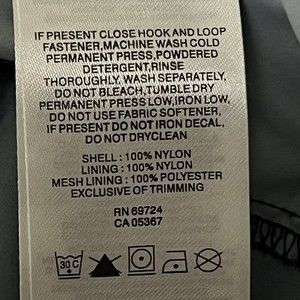 IF PRESENT CLOSE HOOK AND LOOP
FASTENER,MACHINE WASH COLD
PERMANENT PRESS,POWDERED
DETERGENT,RINSE
THOROUGHLY. WASH SEPARATELY,
DO NOT BLEACH,TUMBLE DRY
PERMANENT PRESS LOW,IRON LOW,
DO NOT USE FABRIC SOFTENER,
IF PRESENT DO NOT IRON DECAL,
DO NOT DRYCLEAN
SHELL : 100% NYLON
LINING : 100% NYLON
MESH LINING : 100% POLYESTER
EXCLUSIVE OF TRIMMING
RN 69724
CA 05367
30 C